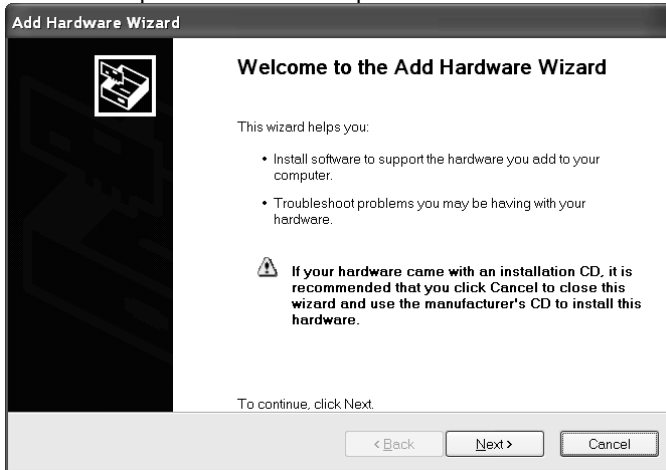 Add Hardware Wizard
Welcome to the Add Hardware Wizard
This wizard helps you:
• Install software to support the hardware you add to your
computer.
• Troubleshoot problems you may be having with your
hardware.
If your hardware came with an installation CD, it is
recommended that you click Cancel to close this
wizard and use the manufacturer's CD to install this
hardware.
To continue, click Next.
< Back Next > Cancel